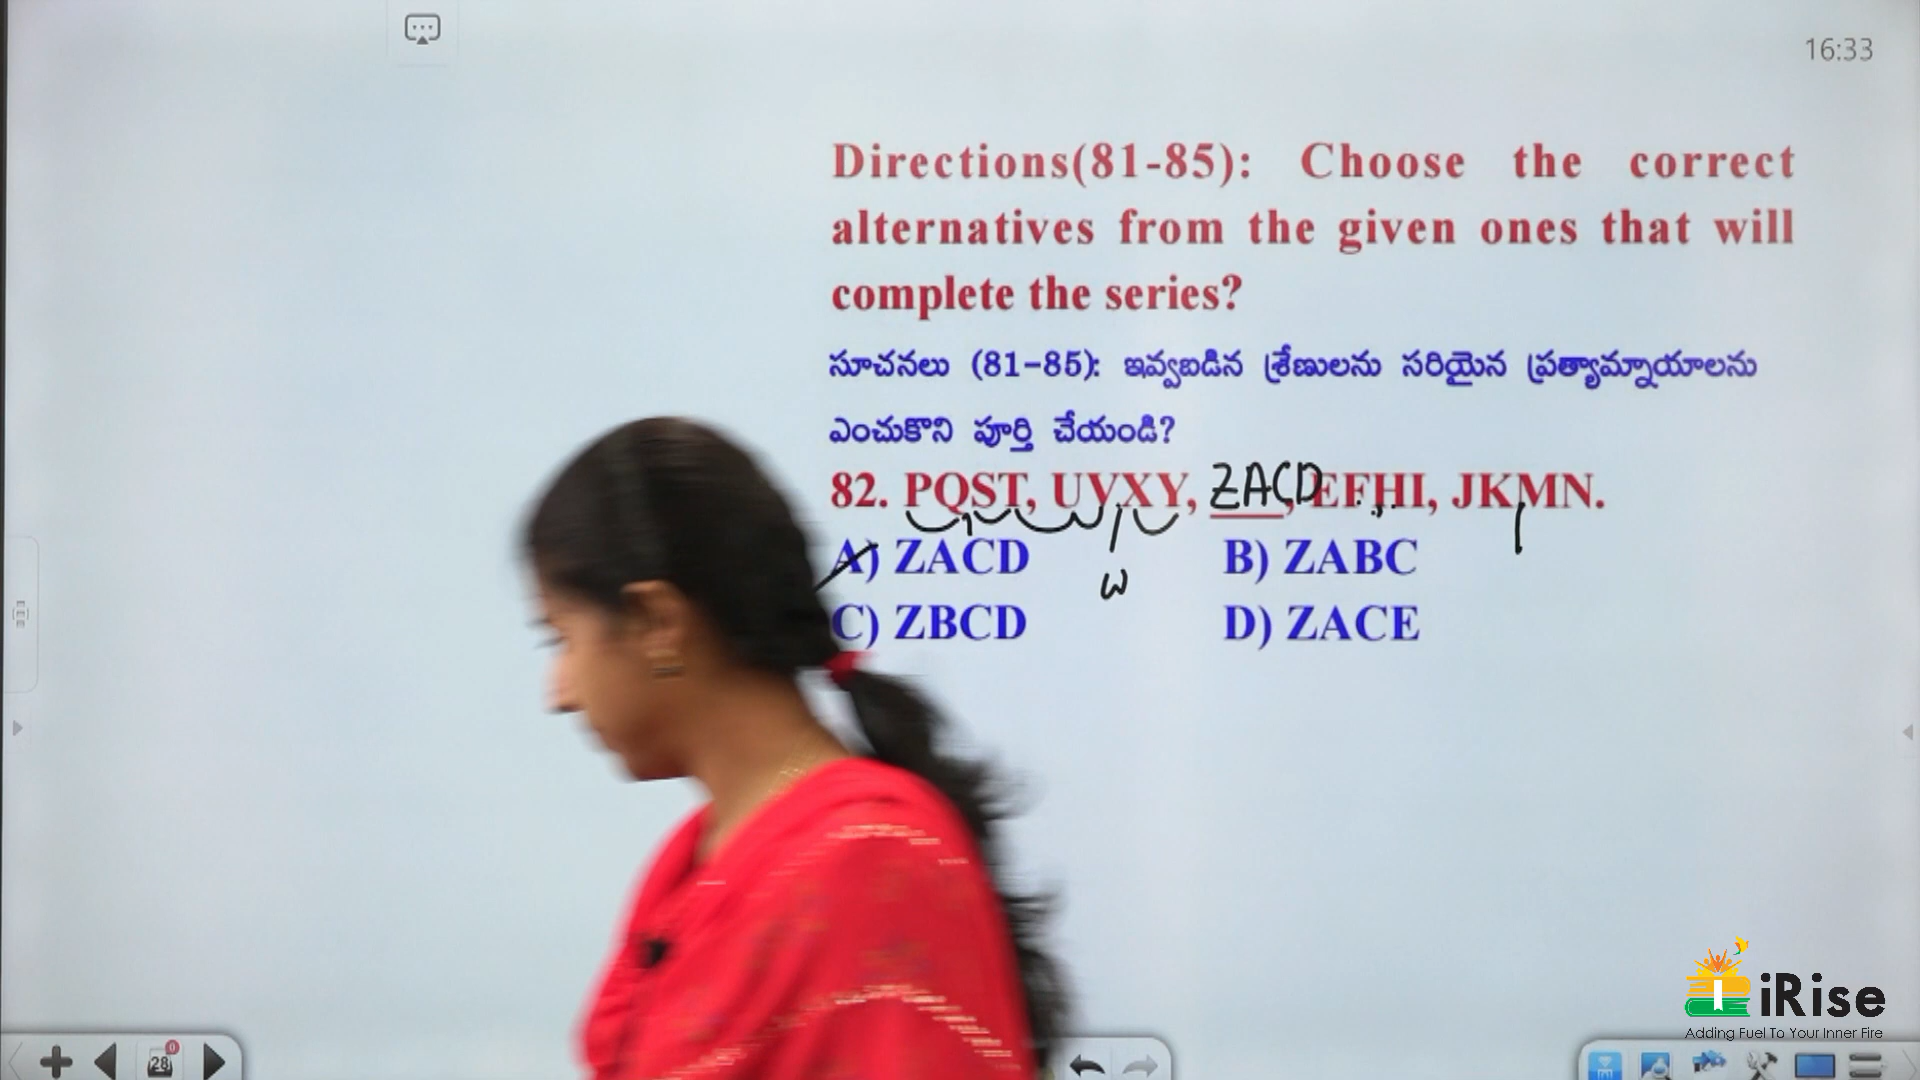 16:33
Directions(81-85): Choose the correct
alternatives from the given ones that will
complete the series?
సూచనలు (81-85): ఇవ్వబడిన శ్రేణులను సరియైన ప్రత్యామ్నాయాలను
ఎంచుకొని పూర్తి చేయండి?
82. PQST, UVXY, ZACD, EFHI, JKMN.
A) ZACD B) ZABC
W
C) ZBCD D) ZACE
iRise
Adding Fuel To Your Inner Fire
28
0